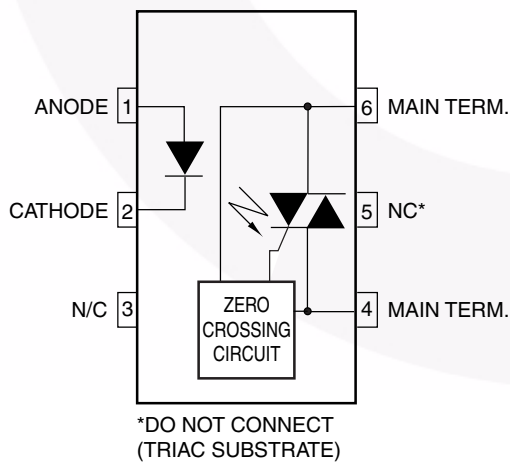 ANODE 1
6 MAIN TERM.
CATHODE 2
5 NC*
N/C 3
ZERO
CROSSING
CIRCUIT
4 MAIN TERM.
*DO NOT CONNECT
(TRIAC SUBSTRATE)